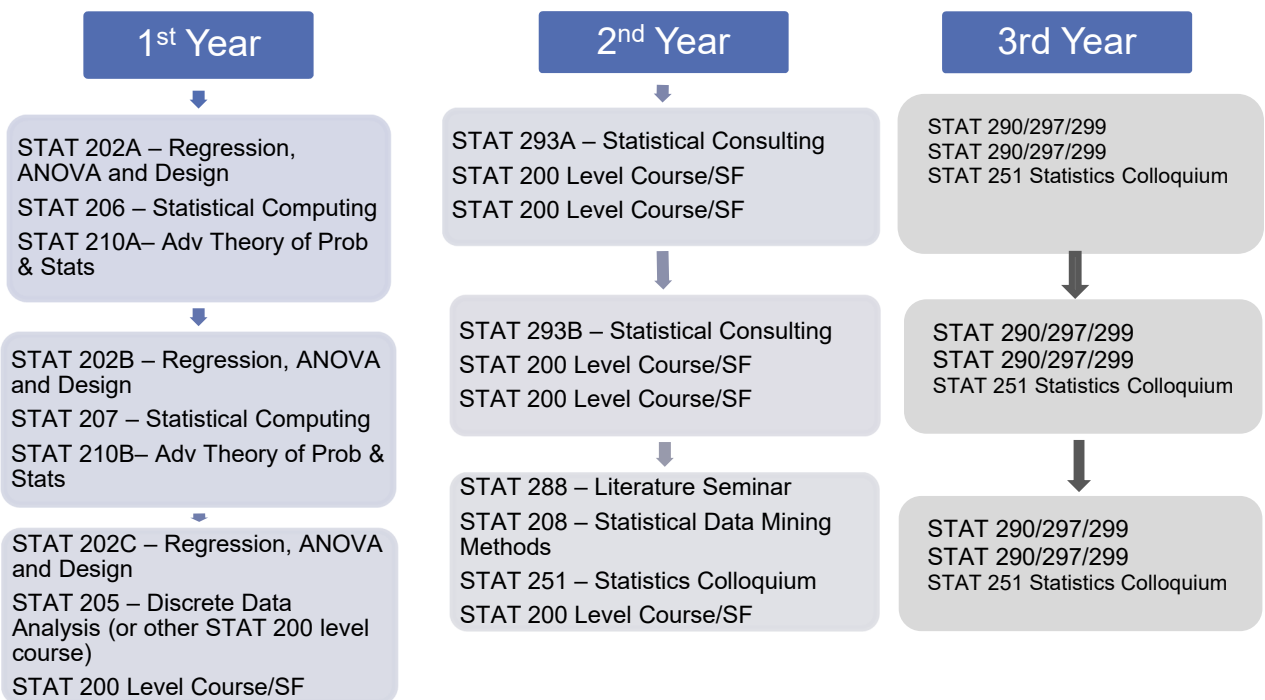 1st Year
STAT 202A – Regression,
ANOVA and Design
STAT 206 – Statistical Computing
STAT 210A– Adv Theory of Prob
& Stats
STAT 202B – Regression, ANOVA
and Design
STAT 207 – Statistical Computing
STAT 210B– Adv Theory of Prob &
Stats
STAT 202C – Regression, ANOVA
and Design
STAT 205 – Discrete Data
Analysis (or other STAT 200 level
course)
STAT 200 Level Course/SF
2nd Year
STAT 293A – Statistical Consulting
STAT 200 Level Course/SF
STAT 200 Level Course/SF
STAT 293B – Statistical Consulting
STAT 200 Level Course/SF
STAT 200 Level Course/SF
STAT 288 – Literature Seminar
STAT 208 – Statistical Data Mining
Methods
STAT 251 – Statistics Colloquium
STAT 200 Level Course/SF
3rd Year
STAT 290/297/299
STAT 290/297/299
STAT 251 Statistics Colloquium
STAT 290/297/299
STAT 290/297/299
STAT 251 Statistics Colloquium
STAT 290/297/299
STAT 290/297/299
STAT 251 Statistics Colloquium